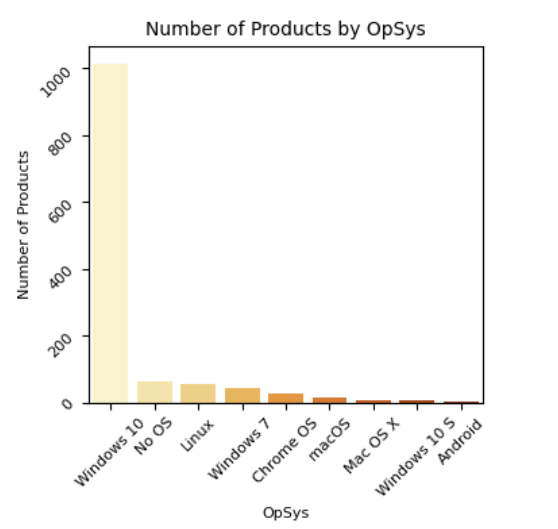 Number of Products by OpSys
Number of Products
1000
800
600
400
200
0
Windows 10
No OS
Linux
Windows 7
Chrome OS
macOS
Mac OS X
Windows 10 S
Android
OpSys